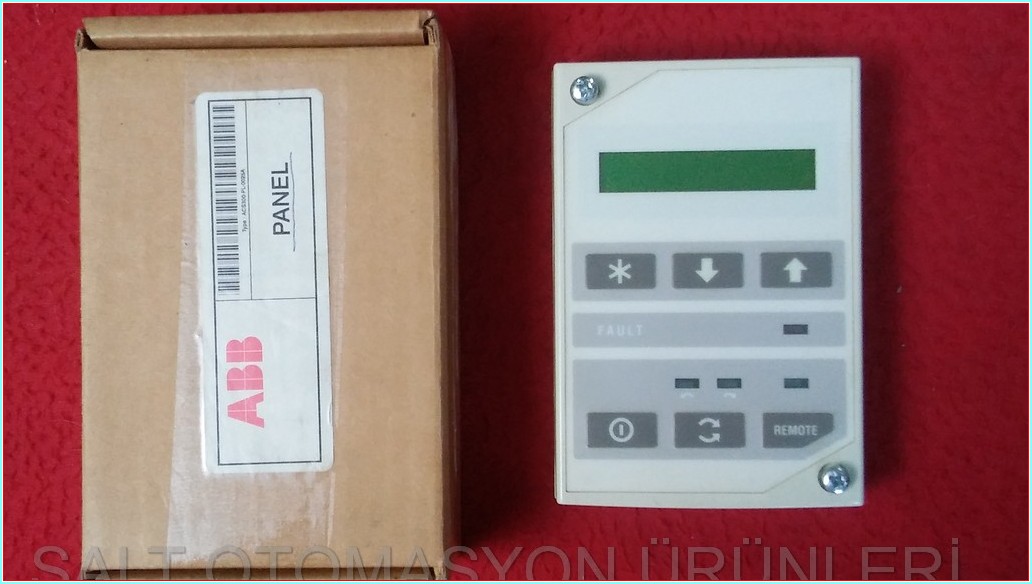 PANEL
ABB
FAULT
REMOTE
SALT OTOMASYON ÜRÜNLERİ